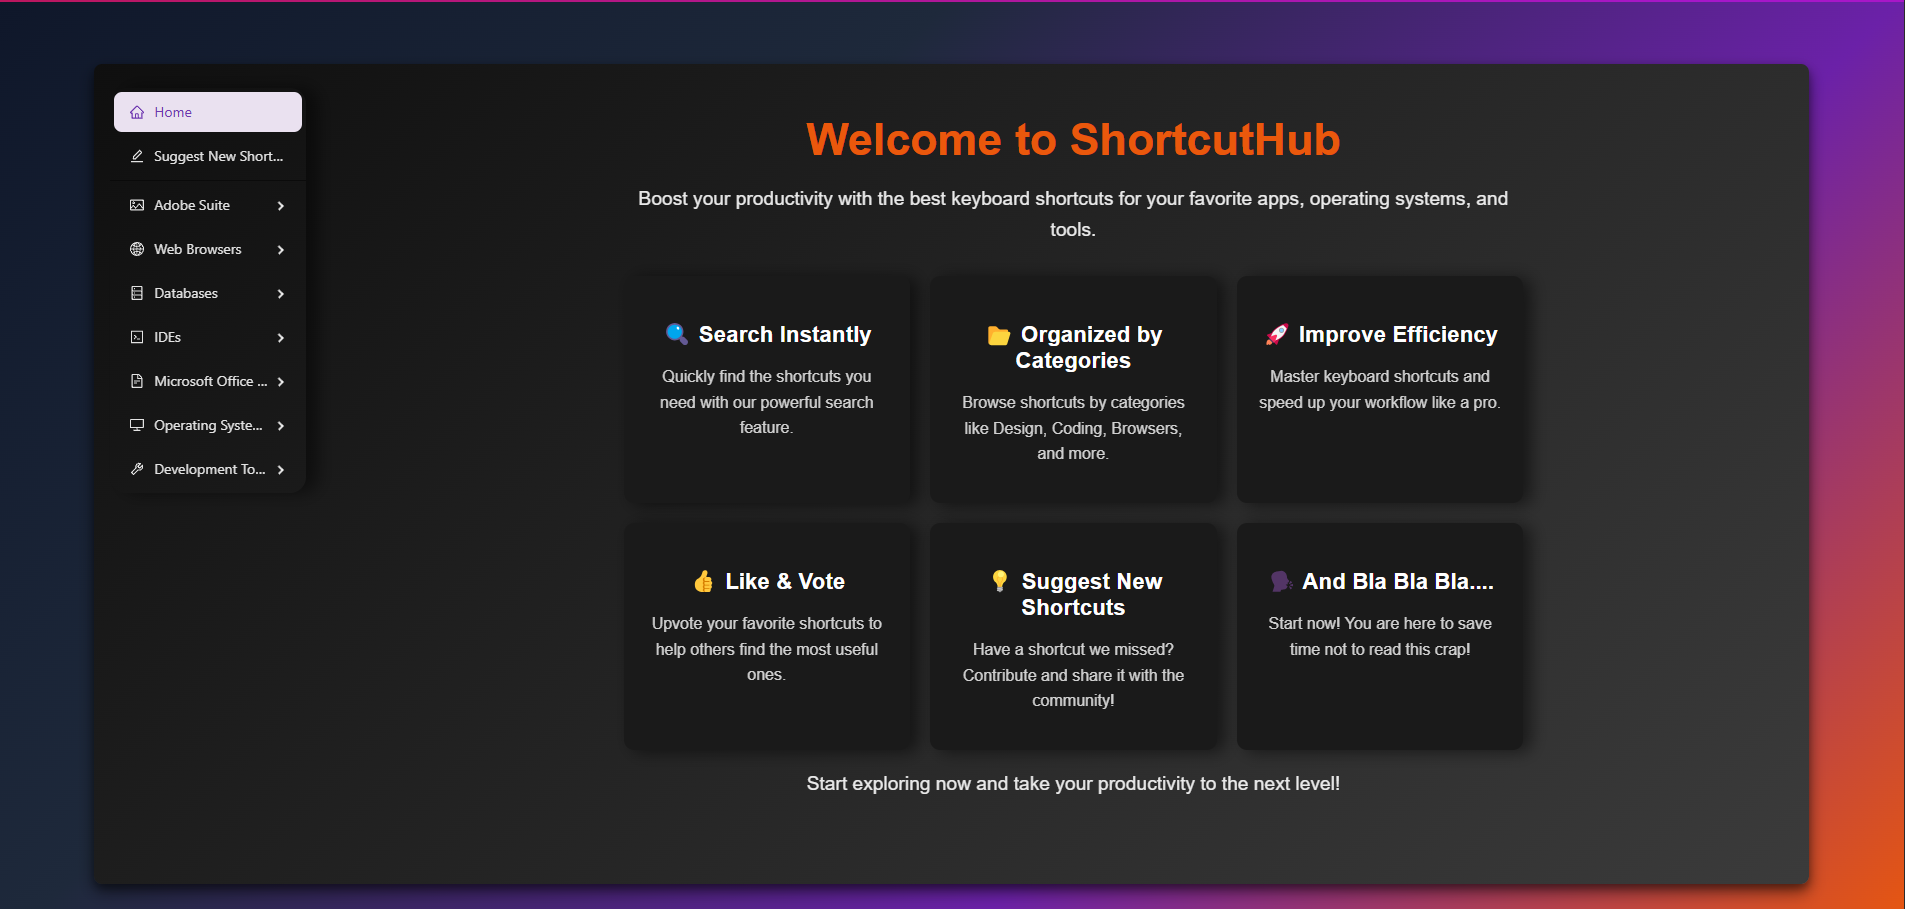 Home
Suggest New Short...
Adobe Suite
Web Browsers
Databases
IDEs
Microsoft Office ...
Operating Syste...
Development To...
Welcome to ShortcutHub
Boost your productivity with the best keyboard shortcuts for your favorite apps, operating systems, and
tools.
🔍 Search Instantly
Quickly find the shortcuts you
need with our powerful search
feature.
📂 Organized by
Categories
Browse shortcuts by categories
like Design, Coding, Browsers,
and more.
🚀 Improve Efficiency
Master keyboard shortcuts and
speed up your workflow like a pro.
👍 Like & Vote
Upvote your favorite shortcuts to
help others find the most useful
ones.
💡 Suggest New
Shortcuts
Have a shortcut we missed?
Contribute and share it with the
community!
🗣 And Bla Bla Bla....
Start now! You are here to save
time not to read this crap!
Start exploring now and take your productivity to the next level!